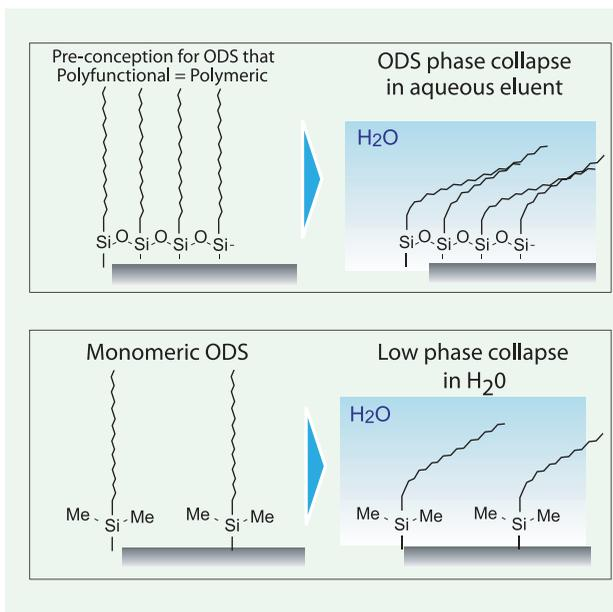 Pre-conception for ODS that
Polyfunctional = Polymeric
ODS phase collapse
in aqueous eluent
H2O
Si O Si O Si O Si-
Si O Si O Si O Si-
Monomeric ODS
Low phase collapse
in H20
H2O
Me Si Me Me Si Me
Me Si Me Me Si Me